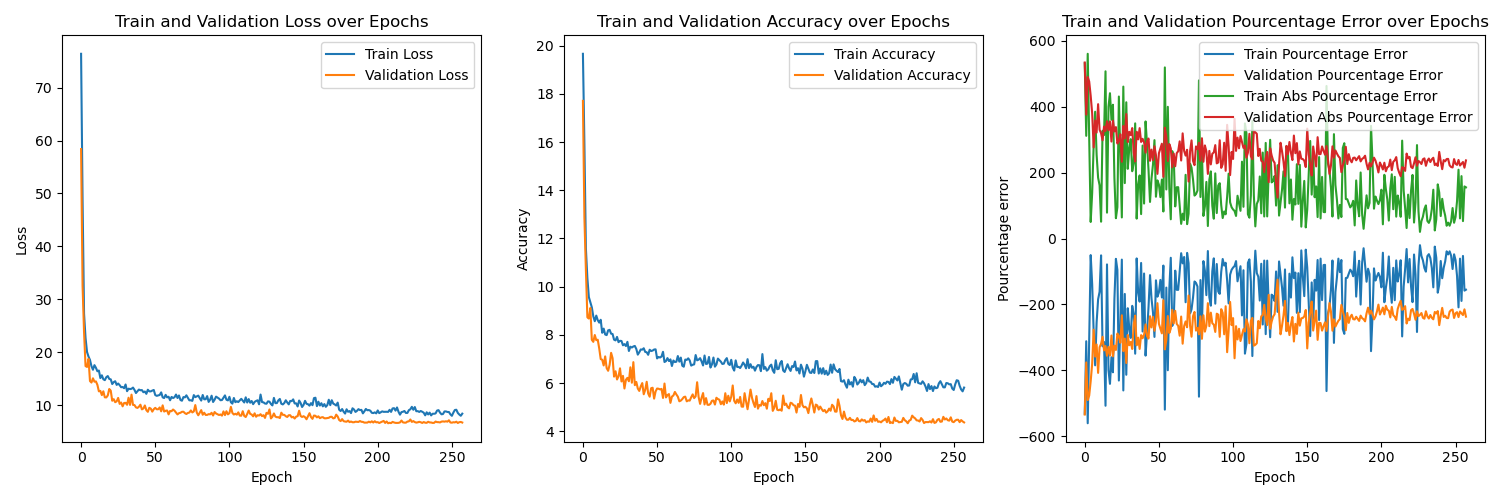 Train and Validation Loss over Epochs
Train Loss
Validation Loss
70
60
50
40
30
20
10
Loss
0
50
100
150
200
250
Epoch
Train and Validation Accuracy over Epochs
Train Accuracy
Validation Accuracy
20
18
16
14
12
10
8
6
4
Accuracy
0
50
100
150
200
250
Epoch
Train and Validation Pourcentage Error over Epochs
Train Pourcentage Error
Validation Pourcentage Error
Train Abs Pourcentage Error
Validation Abs Pourcentage Error
600
400
200
0
−200
−400
−600
Pourcentage error
0
50
100
150
200
250
Epoch